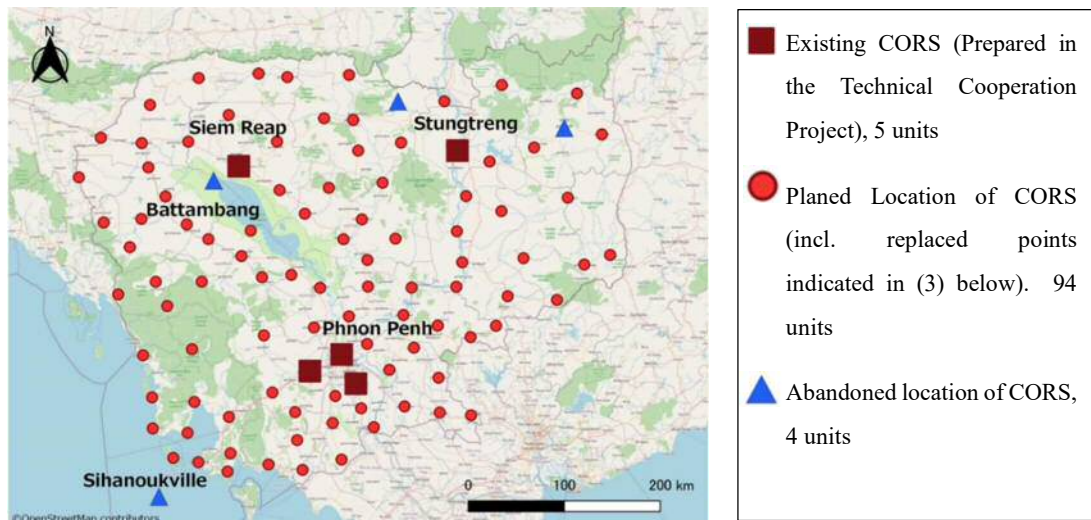 N
Siem Reap
Stungtreng
Battambang
Phnon Penh
Sihanoukville
0 100 200 km
©OpenStreetMap contributors
Existing CORS (Prepared in
the Technical Cooperation
Project), 5 units
Planed Location of CORS
(incl. replaced points
indicated in (3) below). 94
units
Abandoned location of CORS,
4 units